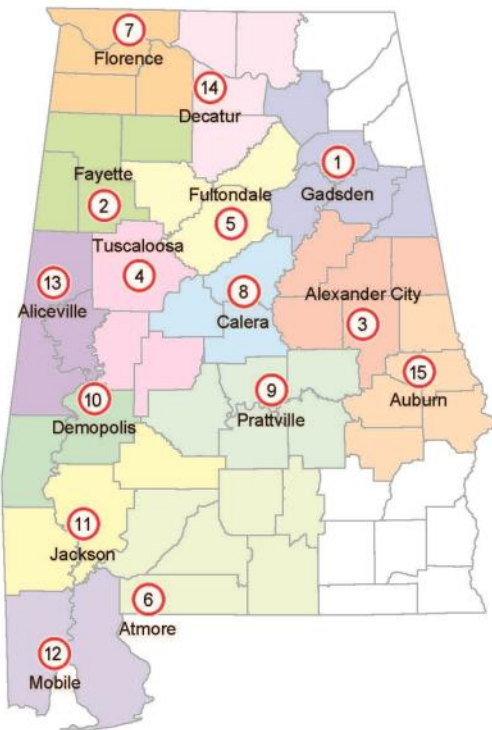 7
Florence
14
Decatur
1
Gadsden
Fayette
2
Fultondale
5
Tuscaloosa
4
13
Aliceville
8
Calera
Alexander City
3
15
Auburn
10
Demopolis
9
Prattville
11
Jackson
6
Atmore
12
Mobile